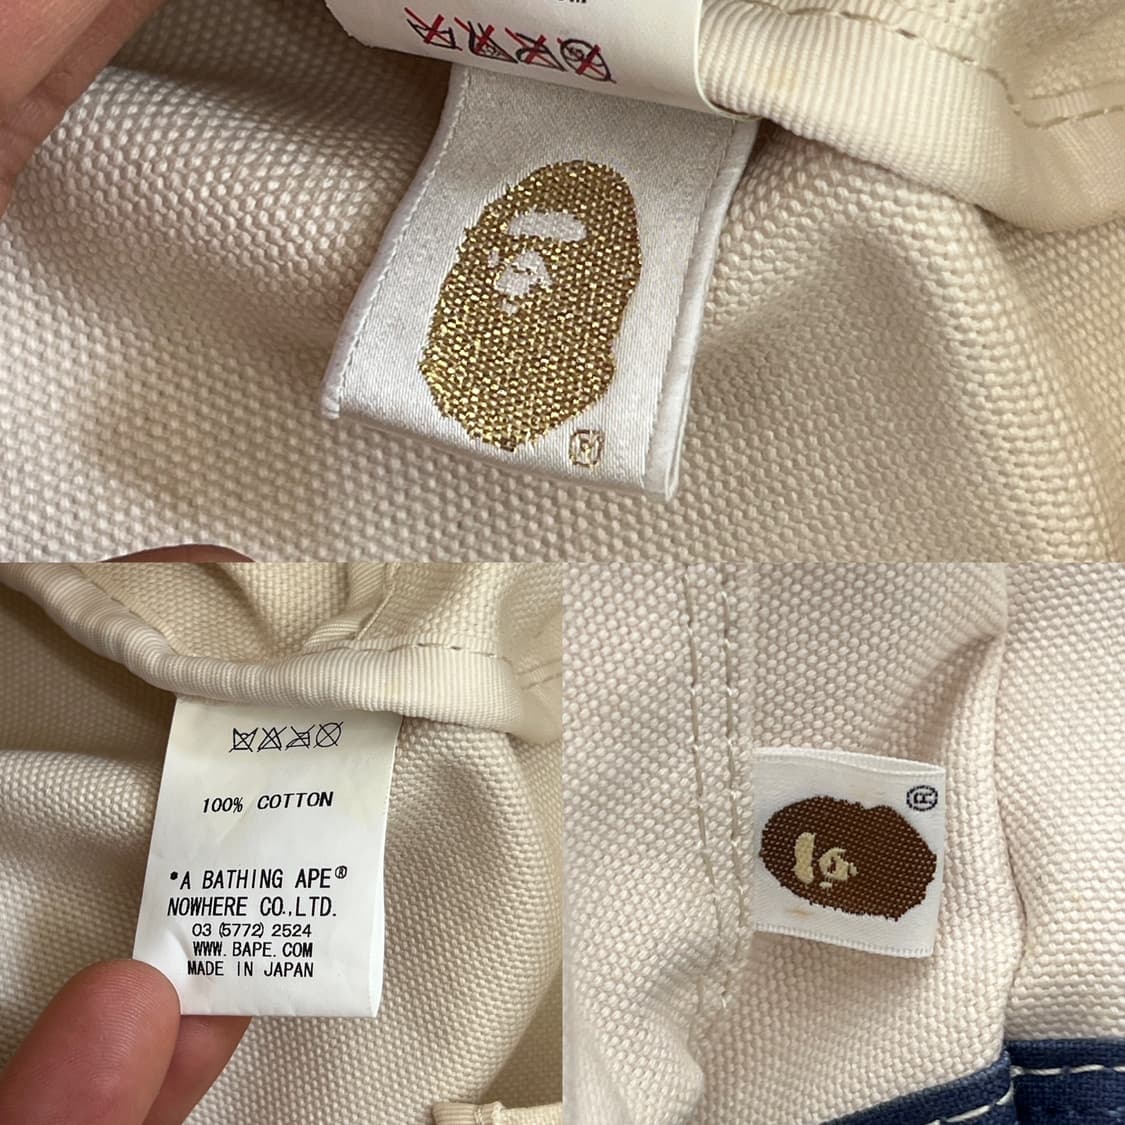 100% COTTON
*A BATHING APE®
NOWHERE CO.,LTD.
03 (5772) 2524
WWW.BAPE.COM
MADE IN JAPAN
®